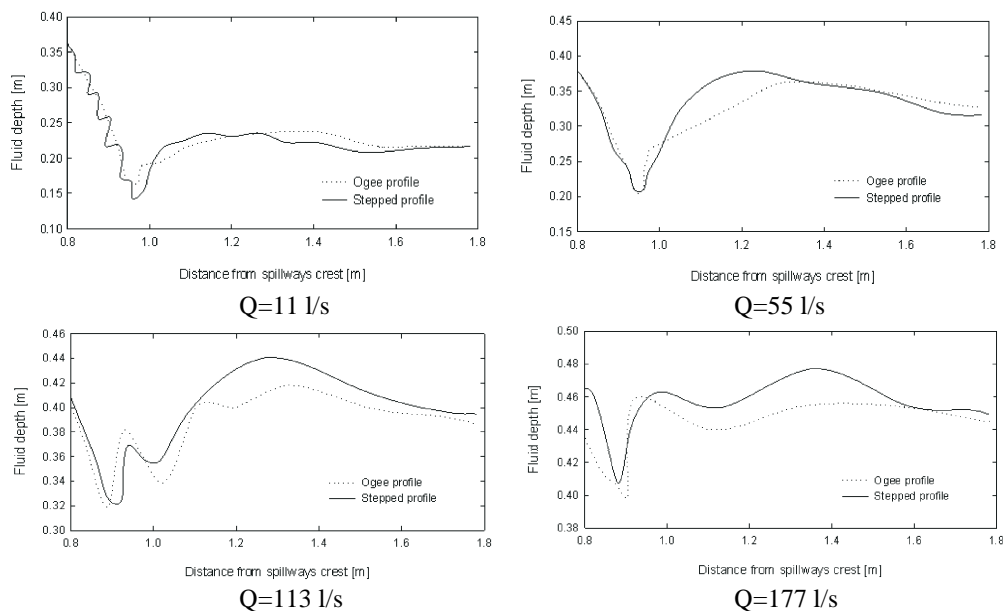 0.40
0.35
0.30
0.25
0.20
0.15
0.10
Fluid depth [m]
Ogee profile
Stepped profile
0.8 1.0 1.2 1.4 1.6 1.8
Distance from spillways crest [m]
Q=11 l/s
0.45
0.40
0.35
0.30
0.25
0.20
0.15
Fluid depth [m]
Ogee profile
Stepped profile
0.8 1.0 1.2 1.4 1.6 1.8
Distance from spillways crest [m]
Q=55 l/s
0.46
0.44
0.40
0.36
0.32
0.30
Fluid depth [m]
Ogee profile
Stepped profile
0.8 1.0 1.2 1.4 1.6 1.8
Distance from spillways crest [m]
Q=113 l/s
0.50
0.48
0.46
0.44
0.42
0.40
0.38
Fluid depth [m]
Ogee profile
Stepped profile
0.8 1.0 1.2 1.4 1.6 1.8
Distance from spillways crest [m]
Q=177 l/s